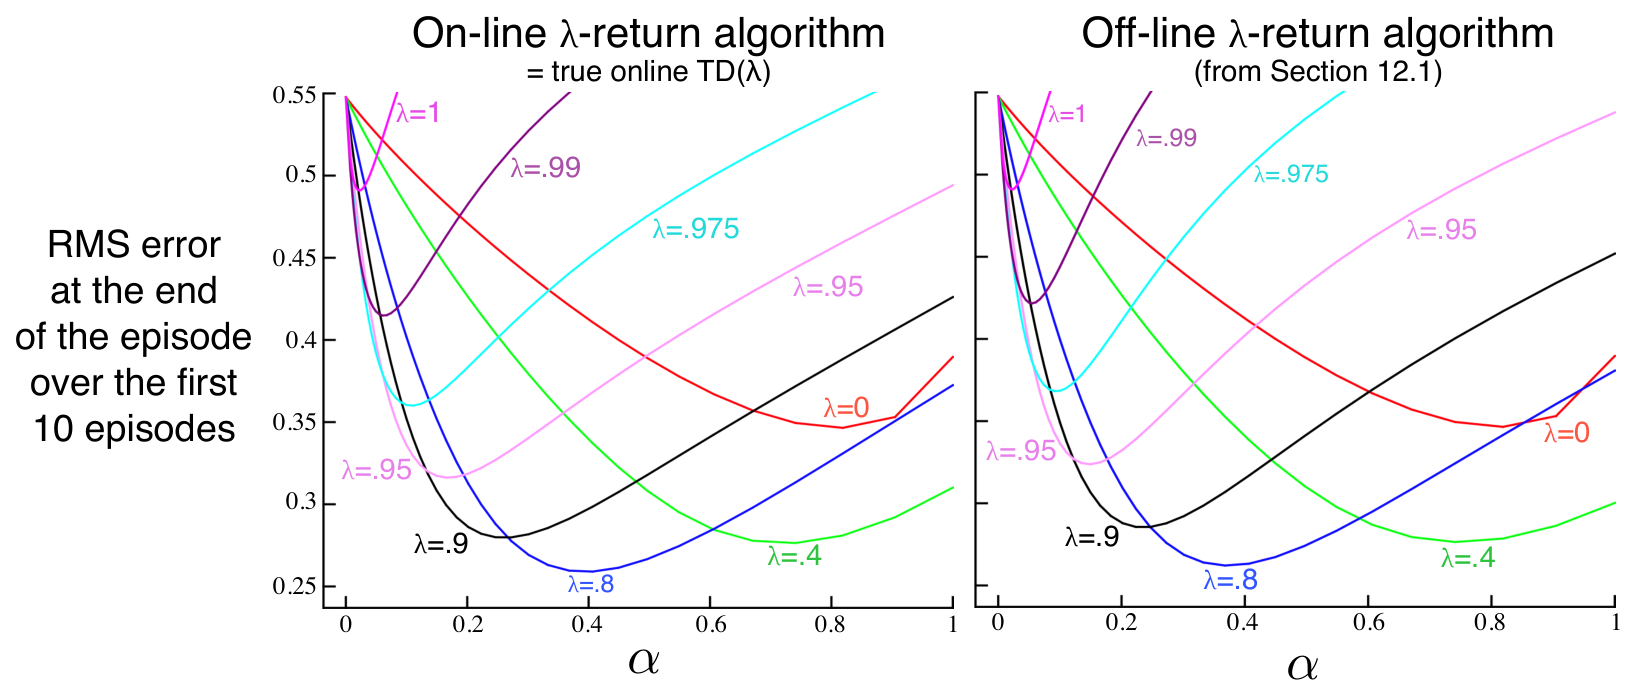 On-line λ-return algorithm
= true online TD(λ)
Off-line λ-return algorithm
(from Section 12.1)
RMS error
at the end
of the episode
over the first
10 episodes
0.55
0.5
0.45
0.4
0.35
0.3
0.25
λ=1
λ=.99
λ=.975
λ=.95
λ=0
λ=.95
λ=.9
λ=.4
λ=.8
0
0.2
0.4
0.6
0.8
1
α
λ=1
λ=.99
λ=.975
λ=.95
λ=0
λ=.95
λ=.9
λ=.4
λ=.8
0
0.2
0.4
0.6
0.8
1
α